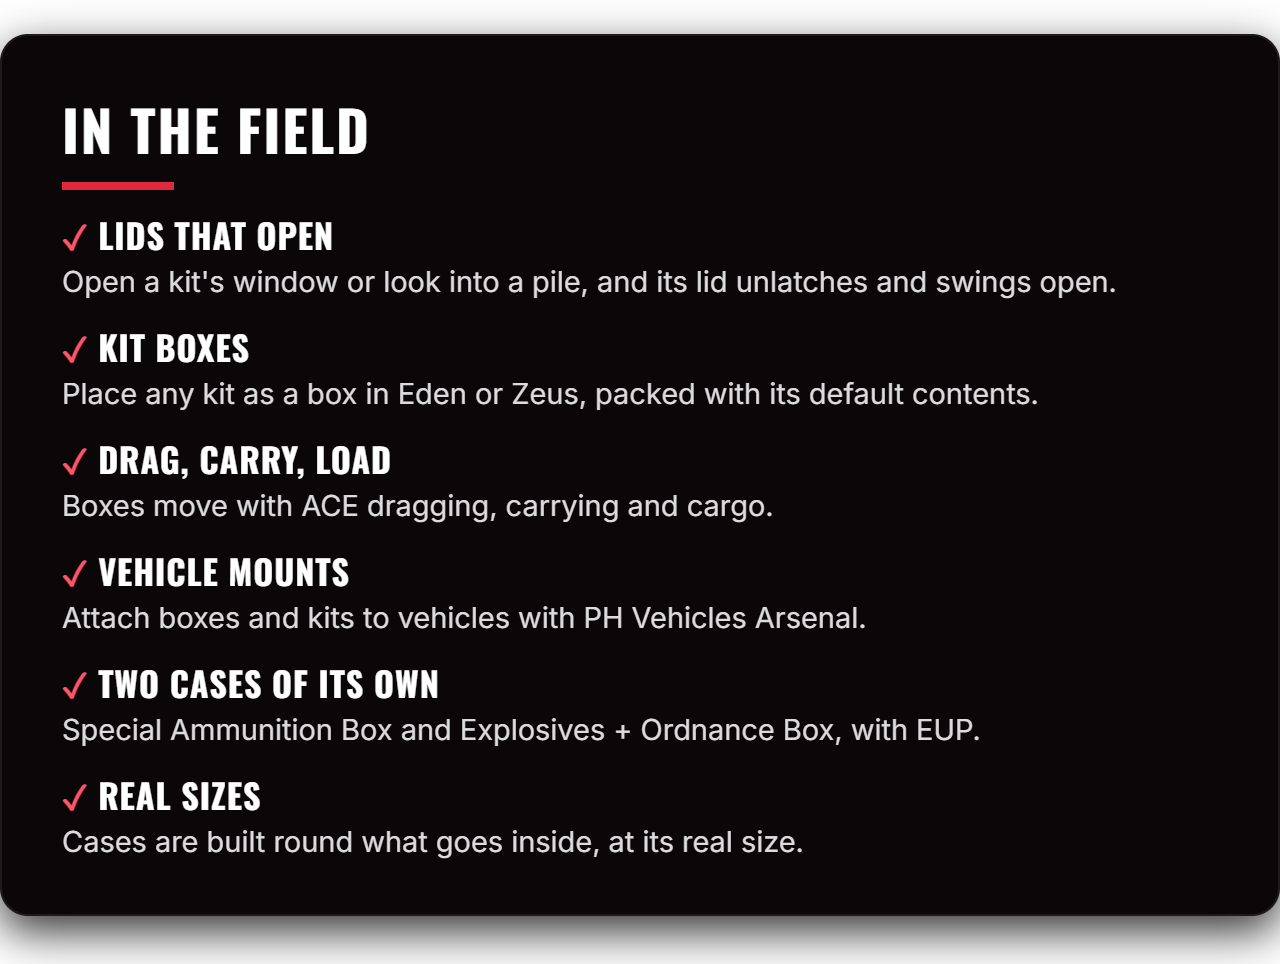 IN THE FIELD
✓ LIDS THAT OPEN
Open a kit's window or look into a pile, and its lid unlatches and swings open.
✓ KIT BOXES
Place any kit as a box in Eden or Zeus, packed with its default contents.
✓ DRAG, CARRY, LOAD
Boxes move with ACE dragging, carrying and cargo.
✓ VEHICLE MOUNTS
Attach boxes and kits to vehicles with PH Vehicles Arsenal.
✓ TWO CASES OF ITS OWN
Special Ammunition Box and Explosives + Ordnance Box, with EUP.
✓ REAL SIZES
Cases are built round what goes inside, at its real size.